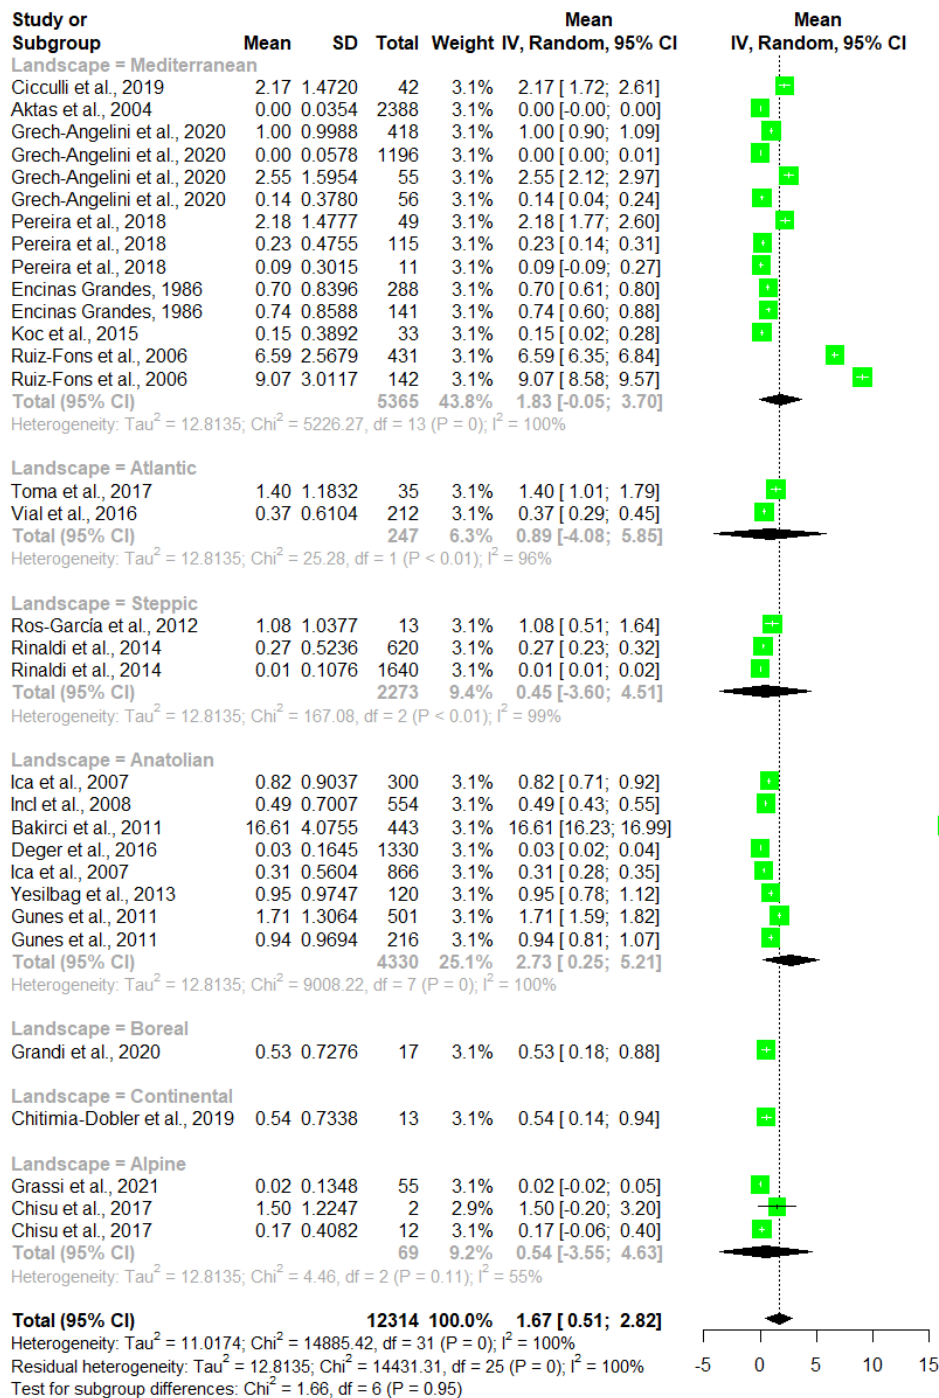 Study or Mean Mean
Subgroup Mean SD Total Weight IV, Random, 95% CI IV, Random, 95% CI
Landscape = Mediterranean
Cicculli et al., 2019 2.17 1.4720 42 3.1% 2.17 [ 1.72; 2.61]
Aktas et al., 2004 0.00 0.0354 2388 3.1% 0.00 [-0.00; 0.00]
Grech-Angelini et al., 2020 1.00 0.9988 418 3.1% 1.00 [ 0.90; 1.09]
Grech-Angelini et al., 2020 0.00 0.0578 1196 3.1% 0.00 [ 0.00; 0.01]
Grech-Angelini et al., 2020 2.55 1.5954 55 3.1% 2.55 [ 2.12; 2.97]
Grech-Angelini et al., 2020 0.14 0.3780 56 3.1% 0.14 [ 0.04; 0.24]
Pereira et al., 2018 2.18 1.4777 49 3.1% 2.18 [ 1.77; 2.60]
Pereira et al., 2018 0.23 0.4755 115 3.1% 0.23 [ 0.14; 0.31]
Pereira et al., 2018 0.09 0.3015 11 3.1% 0.09 [-0.09; 0.27]
Encinas Grandes, 1986 0.70 0.8396 288 3.1% 0.70 [ 0.61; 0.80]
Encinas Grandes, 1986 0.74 0.8588 141 3.1% 0.74 [ 0.60; 0.88]
Koc et al., 2015 0.15 0.3892 33 3.1% 0.15 [ 0.02; 0.28]
Ruiz-Fons et al., 2006 6.59 2.5679 431 3.1% 6.59 [ 6.35; 6.84]
Ruiz-Fons et al., 2006 9.07 3.0117 142 3.1% 9.07 [ 8.58; 9.57]
Total (95% CI) 5365 43.8% 1.83 [-0.05; 3.70]
Heterogeneity: Tau² = 12.8135; Chi² = 5226.27, df = 13 (P = 0); I² = 100%
Landscape = Atlantic
Toma et al., 2017 1.40 1.1832 35 3.1% 1.40 [ 1.01; 1.79]
Vial et al., 2016 0.37 0.6104 212 3.1% 0.37 [ 0.29; 0.45]
Total (95% CI) 247 6.3% 0.89 [-4.08; 5.85]
Heterogeneity: Tau² = 12.8135; Chi² = 25.28, df = 1 (P < 0.01); I² = 96%
Landscape = Steppic
Ros-García et al., 2012 1.08 1.0377 13 3.1% 1.08 [ 0.51; 1.64]
Rinaldi et al., 2014 0.27 0.5236 620 3.1% 0.27 [ 0.23; 0.32]
Rinaldi et al., 2014 0.01 0.1076 1640 3.1% 0.01 [ 0.01; 0.02]
Total (95% CI) 2273 9.4% 0.45 [-3.60; 4.51]
Heterogeneity: Tau² = 12.8135; Chi² = 167.08, df = 2 (P < 0.01); I² = 99%
Landscape = Anatolian
Ica et al., 2007 0.82 0.9037 300 3.1% 0.82 [ 0.71; 0.92]
Incl et al., 2008 0.49 0.7007 554 3.1% 0.49 [ 0.43; 0.55]
Bakirci et al., 2011 16.61 4.0755 443 3.1% 16.61 [16.23; 16.99]
Deger et al., 2016 0.03 0.1645 1330 3.1% 0.03 [ 0.02; 0.04]
Ica et al., 2007 0.31 0.5604 866 3.1% 0.31 [ 0.28; 0.35]
Yesilbag et al., 2013 0.95 0.9747 120 3.1% 0.95 [ 0.78; 1.12]
Gunes et al., 2011 1.71 1.3064 501 3.1% 1.71 [ 1.59; 1.82]
Gunes et al., 2011 0.94 0.9694 216 3.1% 0.94 [ 0.81; 1.07]
Total (95% CI) 4330 25.1% 2.73 [ 0.25; 5.21]
Heterogeneity: Tau² = 12.8135; Chi² = 9008.22, df = 7 (P = 0); I² = 100%
Landscape = Boreal
Grandi et al., 2020 0.53 0.7276 17 3.1% 0.53 [ 0.18; 0.88]
Landscape = Continental
Chitimia-Dobler et al., 2019 0.54 0.7338 13 3.1% 0.54 [ 0.14; 0.94]
Landscape = Alpine
Grassi et al., 2021 0.02 0.1348 55 3.1% 0.02 [-0.02; 0.05]
Chisu et al., 2017 1.50 1.2247 2 2.9% 1.50 [-0.20; 3.20]
Chisu et al., 2017 0.17 0.4082 12 3.1% 0.17 [-0.06; 0.40]
Total (95% CI) 69 9.2% 0.54 [-3.55; 4.63]
Heterogeneity: Tau² = 12.8135; Chi² = 4.46, df = 2 (P = 0.11); I² = 55%
Total (95% CI) 12314 100.0% 1.67 [ 0.51; 2.82]
Heterogeneity: Tau² = 11.0174; Chi² = 14885.42, df = 31 (P = 0); I² = 100%
Residual heterogeneity: Tau² = 12.8135; Chi² = 14431.31, df = 25 (P = 0); I² = 100%
Test for subgroup differences: Chi² = 1.66, df = 6 (P = 0.95)
-5 0 5 10 15